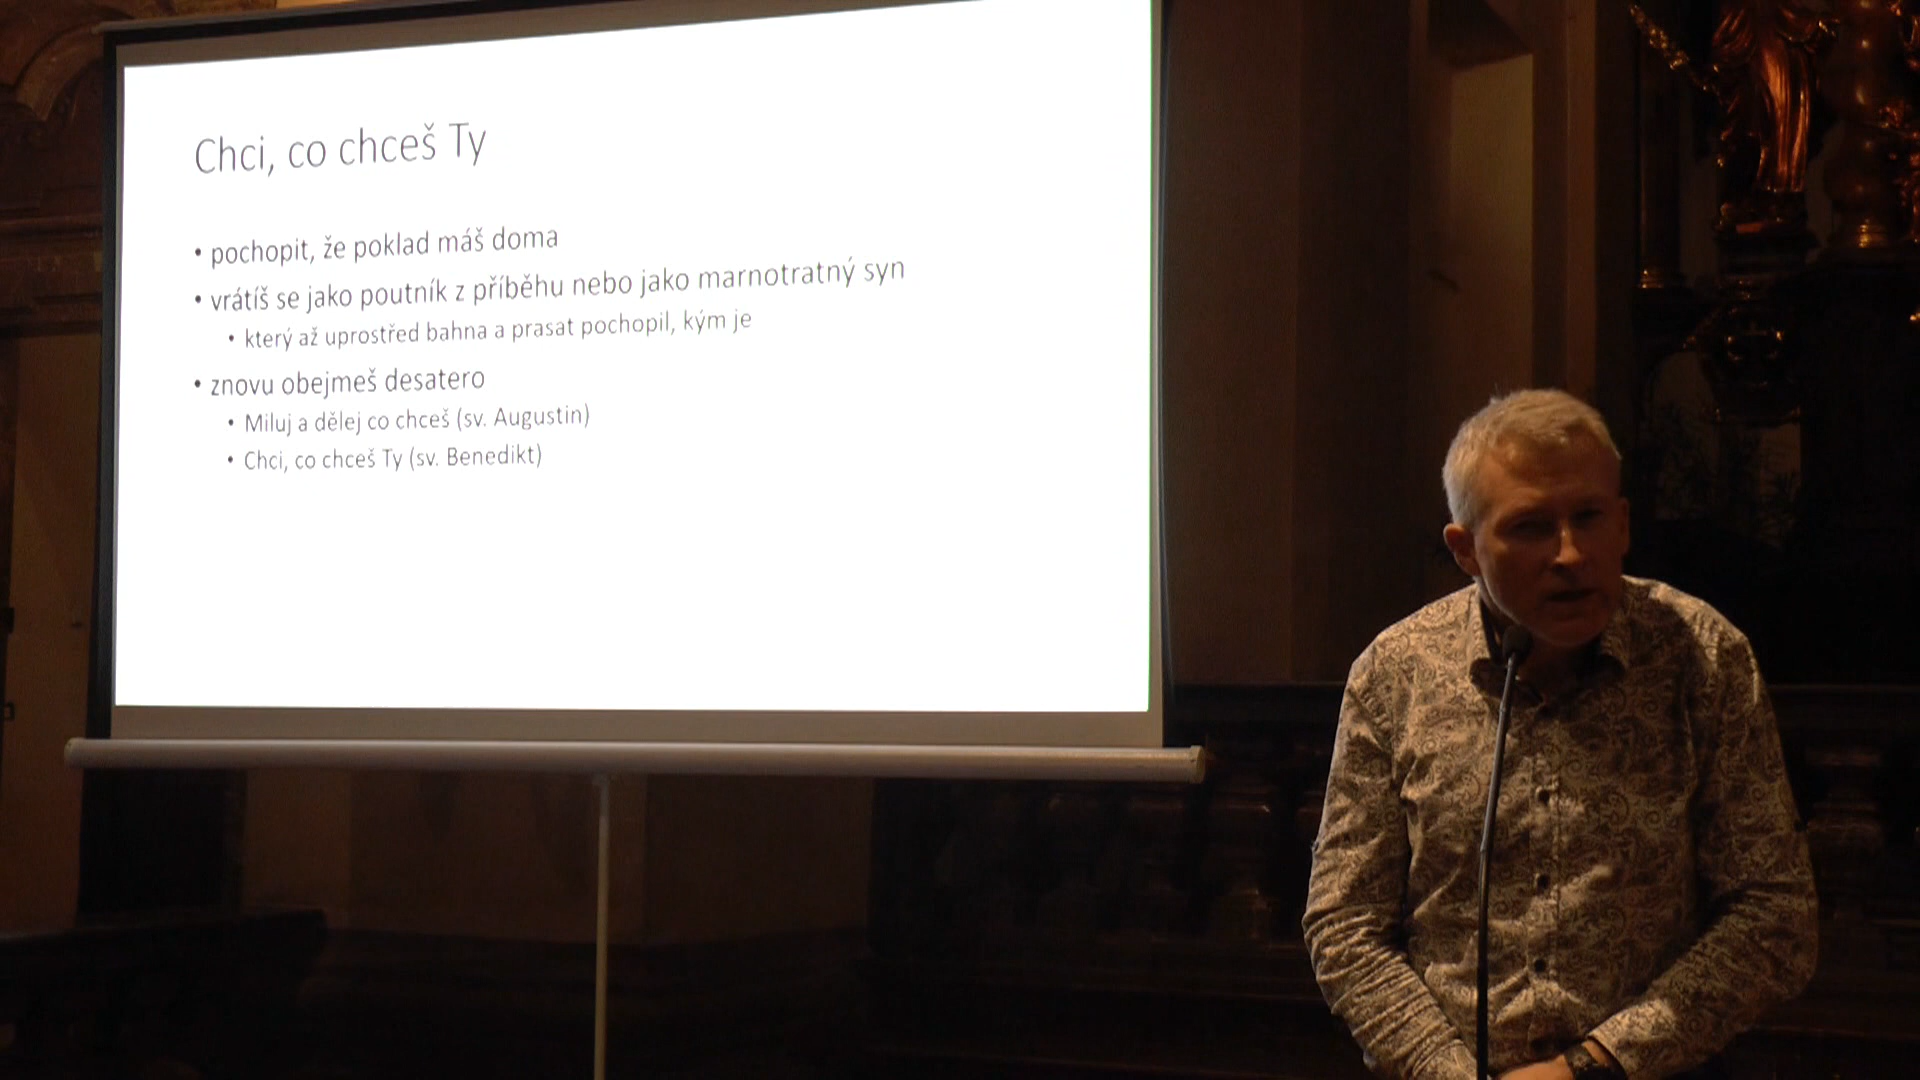 Chci, co chceš Ty
• pochopit, že poklad máš doma
• vrátíš se jako poutník z příběhu nebo jako marnotratný syn
• který až uprostřed bahna a prasat pochopil, kým je
• znovu obejmeš desatero
• Miluj a dělej co chceš (sv. Augustin)
• Chci, co chceš Ty (sv. Benedikt)